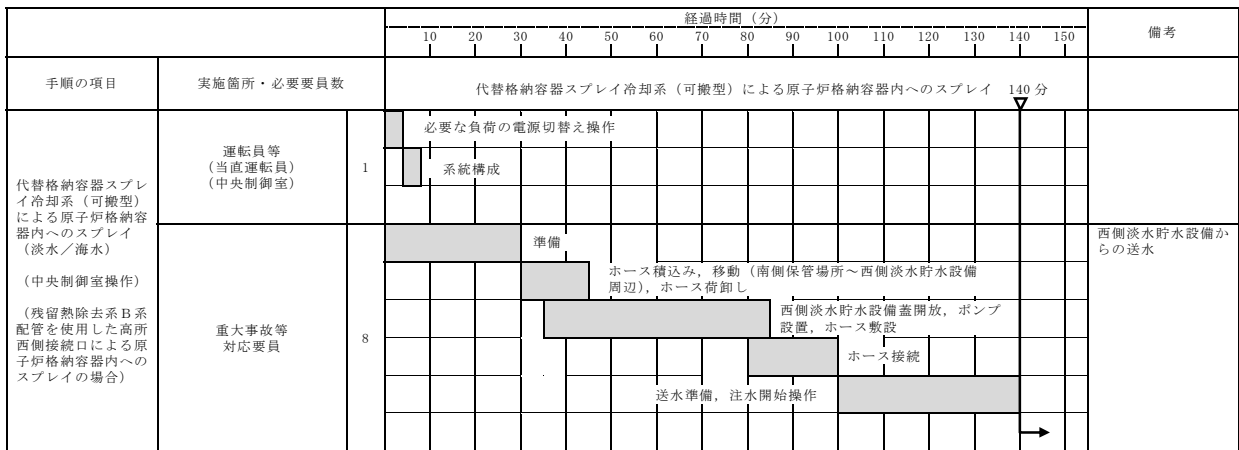 経過時間（分）
備考
10 20 30 40 50 60 70 80 90 100 110 120 130 140 150
手順の項目
実施箇所・必要要員数
代替格納容器スプレイ冷却系（可搬型）による原子炉格納容器内へのスプレイ 140分
代替格納容器スプレ
イ冷却系（可搬型）
による原子炉格納容
器内へのスプレイ
（淡水／海水）
（中央制御室操作）
（残留熱除去系Ｂ系
配管を使用した高所
西側接続口による原
子炉格納容器内への
スプレイの場合）
運転員等
（当直運転員）
（中央制御室）
1
必要な負荷の電源切替え操作
系統構成
重大事故等
対応要員
8
準備
ホース積込み，移動（南側保管場所～西側淡水貯水設備
周辺），ホース荷卸し
西側淡水貯水設備蓋開放，ポンプ
設置，ホース敷設
ホース接続
送水準備，注水開始操作
西側淡水貯水設備か
らの送水